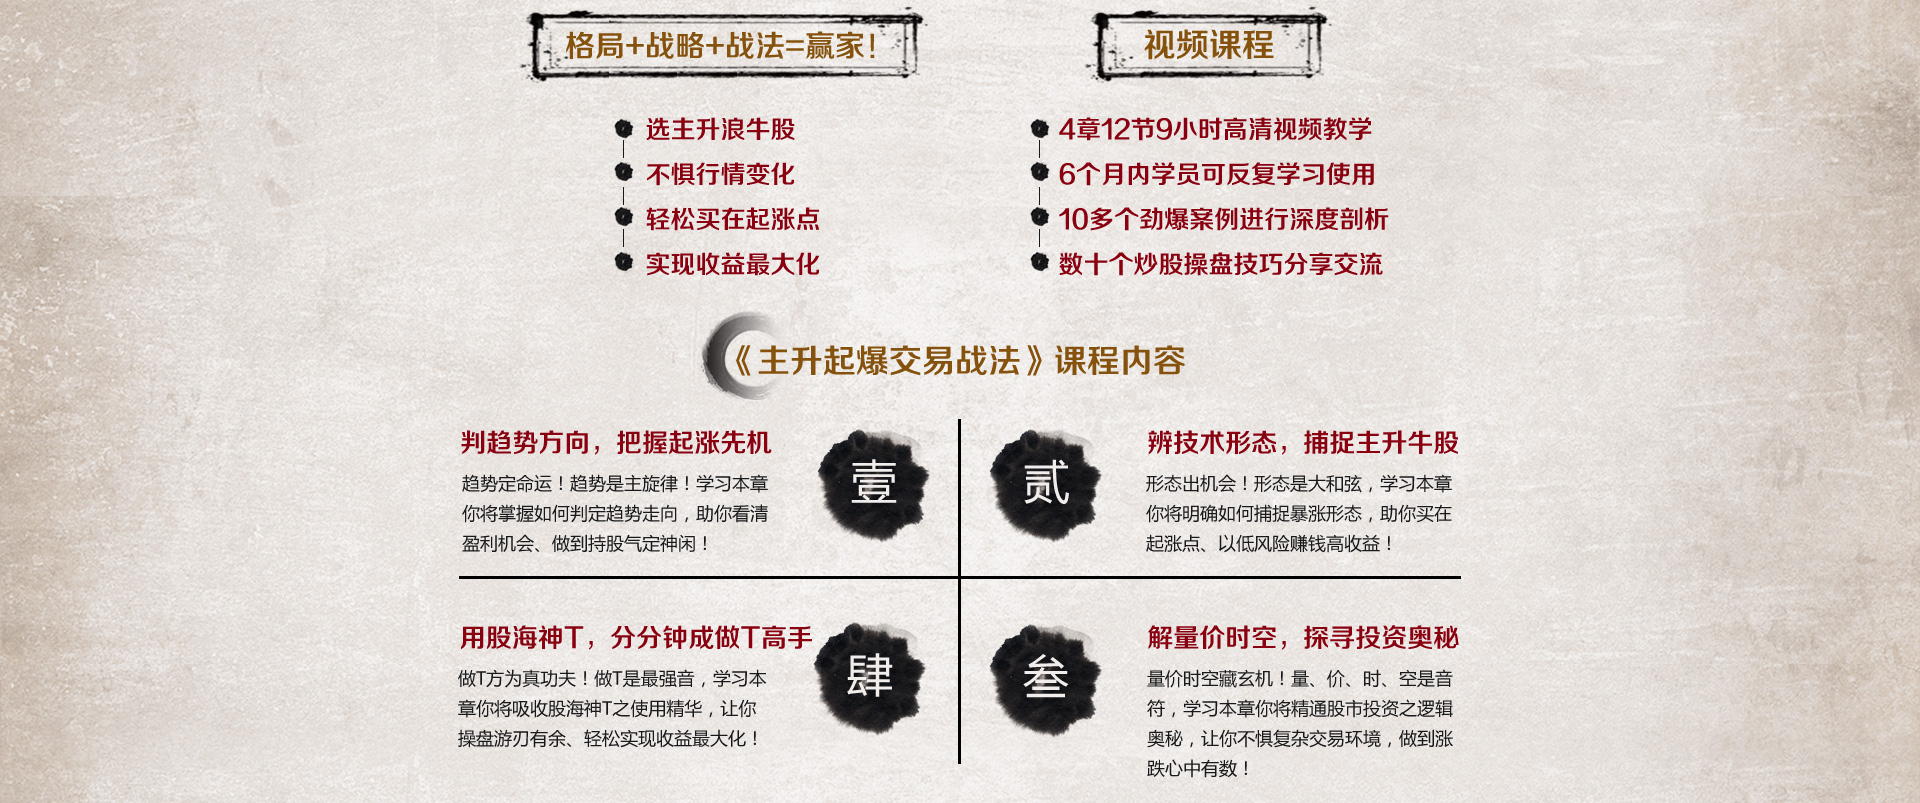 格局+战略+战法=赢家！
选主升浪牛股
不惧行情变化
轻松买在起涨点
实现收益最大化
视频课程
4章12节9小时高清视频教学
6个月内学员可反复学习使用
10多个劲爆案例进行深度剖析
数十个炒股操盘技巧分享交流
《主升起爆交易战法》课程内容
判趋势方向，把握起涨先机
趋势定命运！趋势是主旋律！学习本章
你将掌握如何判定趋势走向，助你看清
盈利机会、做到持股气定神闲！
壹
贰
辨技术形态，捕捉主升牛股
形态出机会！形态是大和弦，学习本章
你将明确如何捕捉暴涨形态，助你买在
起涨点、以低风险赚钱高收益！
用股海神T，分分钟成做T高手
做T方为真功夫！做T是最强音，学习本
章你将吸收股海神T之使用精华，让你
操盘游刃有余、轻松实现收益最大化！
肆
叁
解量价时空，探寻投资奥秘
量价时空藏玄机！量、价、时、空是音
符，学习本章你将精通股市投资之逻辑
奥秘，让你不惧复杂交易环境，做到涨
跌心中有数！